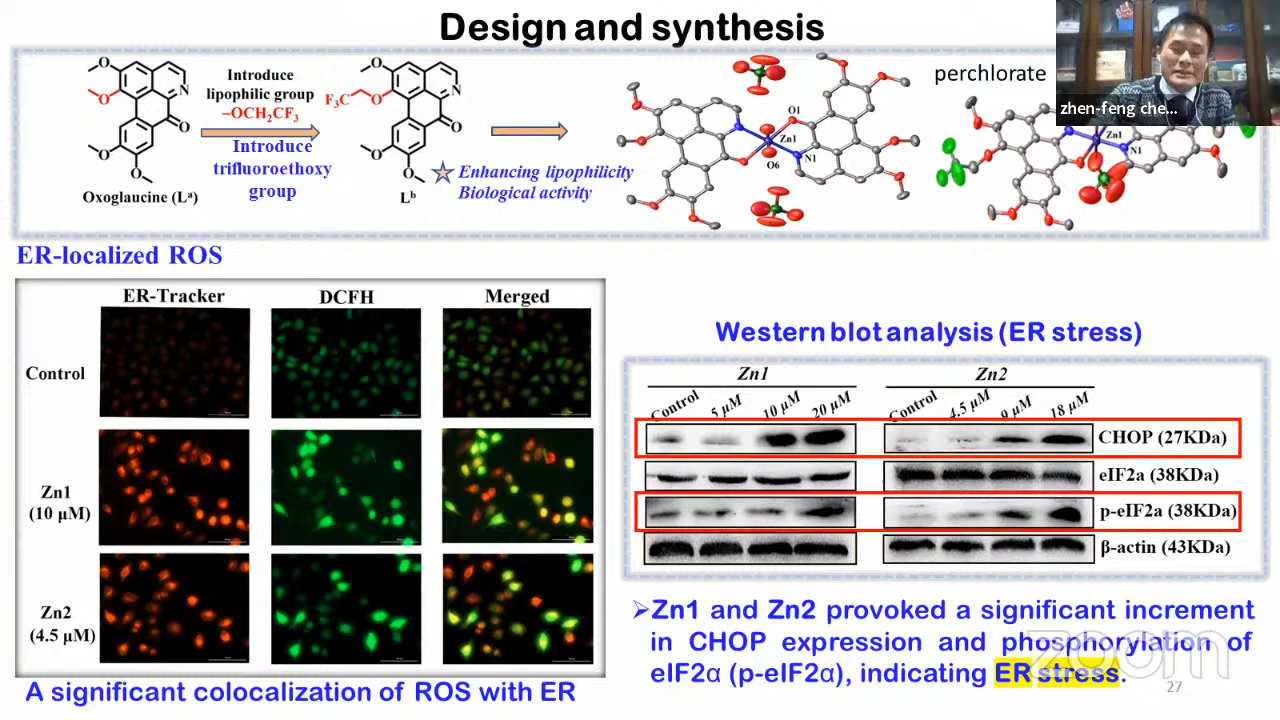 Design and synthesis
O
O
O
O
N
O
Introduce
lipophilic group
−OCH₂CF₃
Introduce
trifluoroethoxy
group
Oxoglaucine (Lᵃ)
F₃C
O
O
O
O
N
O
Lᵇ
Enhancing lipophilicity
Biological activity
O1
Zn1
N1
O6
perchlorate
Zn1
N1
zhen-feng che...
ER-localized ROS
ER-Tracker DCFH Merged
Control
Zn1
(10 μM)
Zn2
(4.5 μM)
A significant colocalization of ROS with ER
Western blot analysis (ER stress)
Zn1 Zn2
Control 5 μM 10 μM 20 μM Control 4.5 μM 9 μM 18 μM
CHOP (27KDa)
eIF2a (38KDa)
p-eIF2a (38KDa)
β-actin (43KDa)
➢Zn1 and Zn2 provoked a significant increment
in CHOP expression and phosphorylation of
eIF2α (p-eIF2α), indicating ER stress.
zoom
27